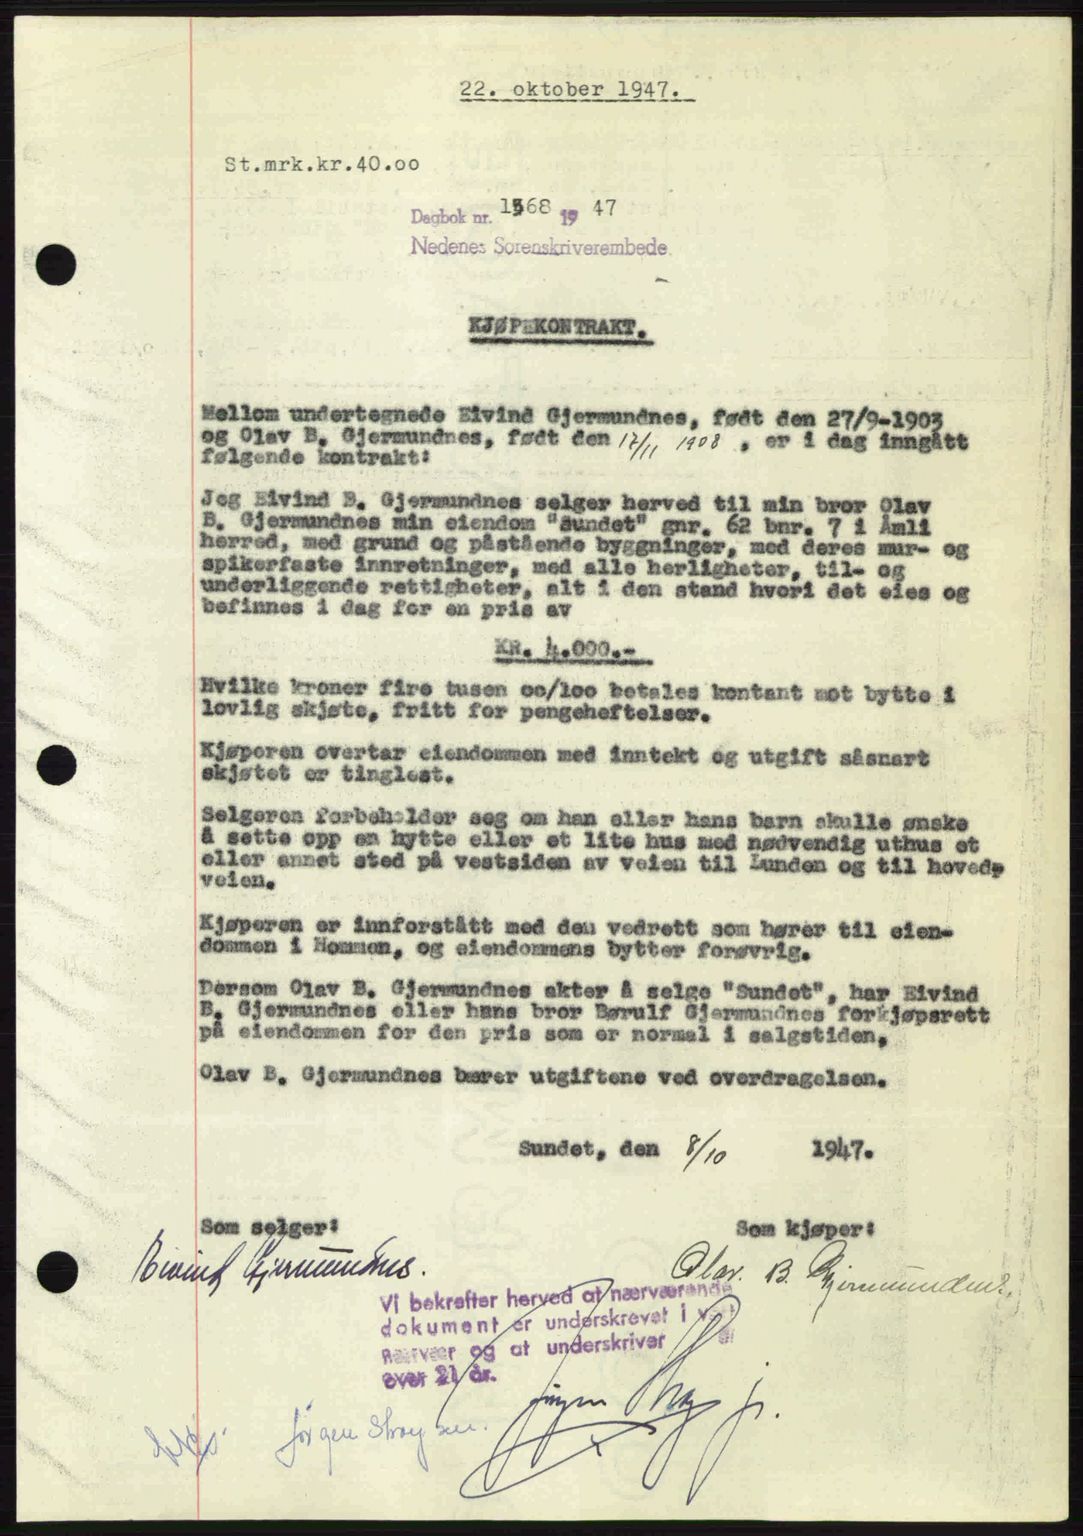 22. oktober 1947.
St.mrk.kr.40.oo
Dagbok nr. 1568 19 47
Nedenes Sorenskriverembede
KJØPEKONTRAKT.
Mellom undertegnede Eivind Gjermundnes, født den 27/9-1903
og Olav B. Gjermundnes, født den 17/11 1908 , er i dag inngått
følgende kontrakt:
Jeg Eivind B. Gjermundnes selger herved til min bror Olav
B. Gjermundnes min eiendom "Sundet" gnr. 62 bnr. 7 i Åmli
herred, med grund og påstående byggninger, med deres mur- og
spikerfaste innretninger, med alle herligheter, til- og
underliggende rettigheter, alt i den stand hvori det eies og
befinnes i dag for en pris av
KR. 4.000.-
Hvilke kroner fire tusen oo/1oo betales kontant mot bytte i
lovlig skjøte, fritt for pengeheftelser.
Kjøperen overtar eiendommen med inntekt og utgift såsnart
skjøtet er tinglest.
Selgeren forbeholder seg om han eller hans barn skulle ønske
å sette opp en hytte eller et lite hus med nødvendig uthus et
eller annet sted på vestsiden av veien til Lunden og til hoved-
veien.
Kjøperen er innforstått med den vedrett som hører til eien-
dommen i Hommen, og eiendommens bytter forøvrig.
Dersom Olav B. Gjermundnes akter å selge "Sundet", har Eivind
B. Gjermundnes eller hans bror Børulf Gjermundnes forkjøpsrett
på eiendommen for den pris som er normal i salgstiden.
Olav B. Gjermundnes bærer utgiftene ved overdragelsen.
Sundet, den 8/10 1947.
Som selger: Som kjøper:
Eivind Gjermundnes. Olav. B. Gjermundnes.
Vi bekrefter herved at nærværende
dokument er underskrevet i vårt
nærvær og at underskriver er
over 21 år.
Jørgen jr.
Jørgen